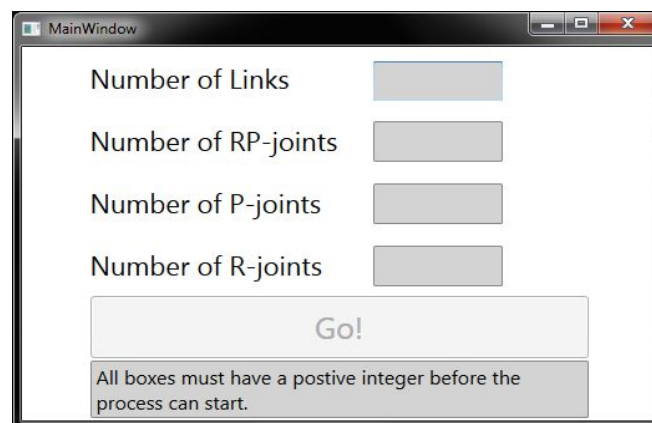 MainWindow
Number of Links
Number of RP-joints
Number of P-joints
Number of R-joints
Go!
All boxes must have a postive integer before the
process can start.